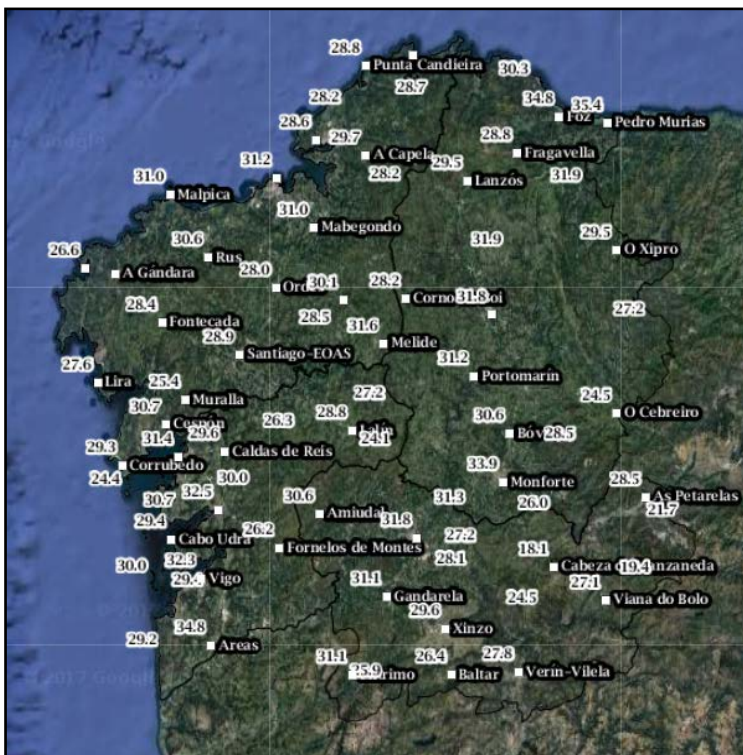 28.8
Punta Candieira
28.7
30.3
28.2
34.8
35.4
Foz
Pedro Murias
28.6
29.7
28.8
A Capela
Fragavella
31.2
28.2
29.5
Lanzós
31.9
31.0
Malpica
31.0
Mabegondo
31.9
29.5
O Xipro
30.6
Rus
26.6
A Gándara
28.0
30.1
28.2
31.8
27.2
28.4
Fontecada
28.5
31.6
Melide
28.9
Santiago-EOAS
31.2
Portomarín
27.6
Lira
25.4
Muralla
27.2
24.5
O Cebreiro
30.7
Cespón
26.3
28.8
Lalín
24.1
30.6
28.5
31.4
29.6
Caldas de Reis
29.3
Corrubedo
24.4
30.0
33.9
Monforte
28.5
As Petarelas
21.7
30.7
32.5
30.6
Amiudal
31.3
26.0
29.4
Cabo Udra
26.2
Fornelos de Montes
31.8
27.2
28.1
18.1
19.4
30.0
32.3
Vigo
31.1
Gandarela
24.5
27.1
Viana do Bolo
29.6
Xinzo
29.2
34.8
Areas
31.1
26.4
Baltar
27.8
Verín-Vilela